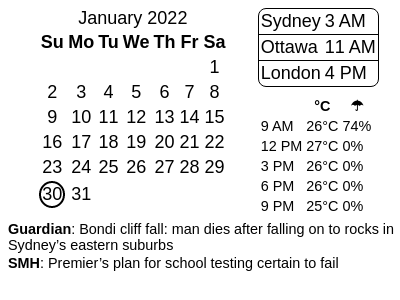 January 2022
Su Mo Tu We Th Fr Sa
1
2 3 4 5 6 7 8
9 10 11 12 13 14 15
16 17 18 19 20 21 22
23 24 25 26 27 28 29
30 31
Sydney 3 AM
Ottawa 11 AM
London 4 PM
°C ☂
9 AM 26°C 74%
12 PM 27°C 0%
3 PM 26°C 0%
6 PM 26°C 0%
9 PM 25°C 0%
Guardian: Bondi cliff fall: man dies after falling on to rocks in
Sydney’s eastern suburbs
SMH: Premier’s plan for school testing certain to fail